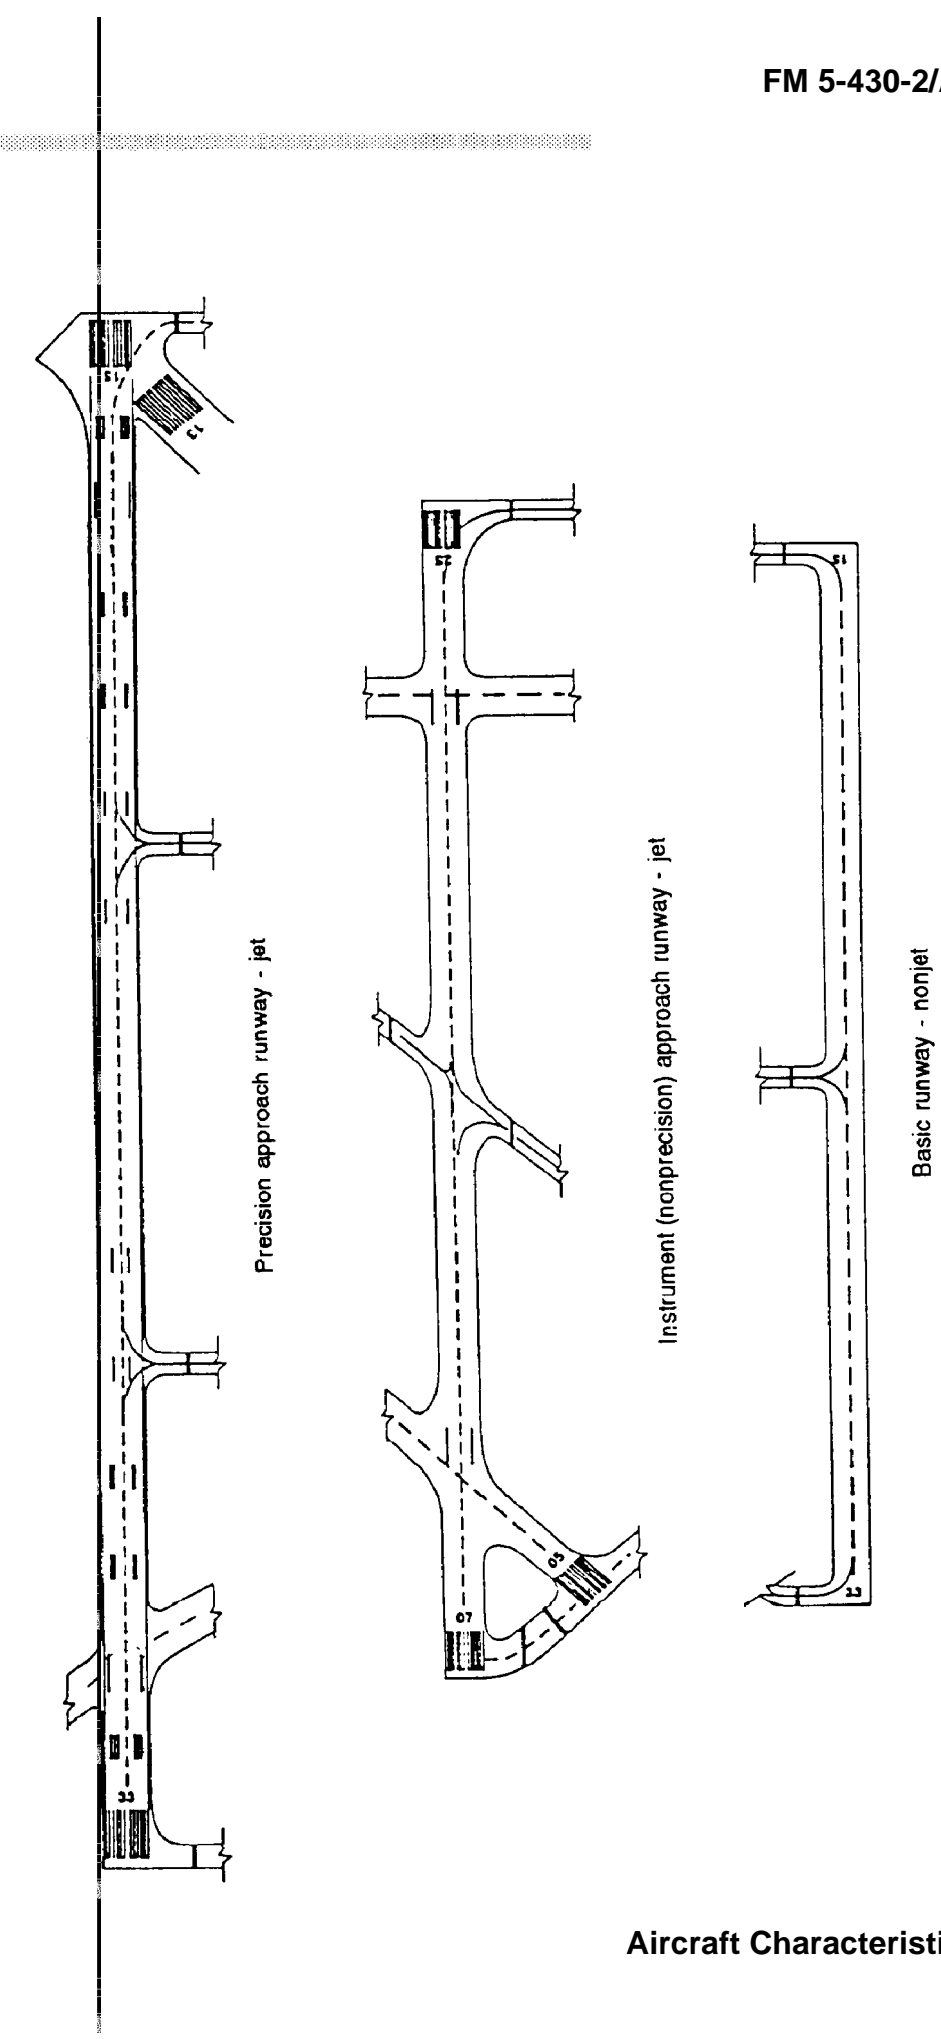 FM 5-430-2/
15
13
25
15
Precision approach runway - jet
Instrument (nonprecision) approach runway - jet
Basic runway - nonjet
05
07
33
33
Aircraft Characteristi